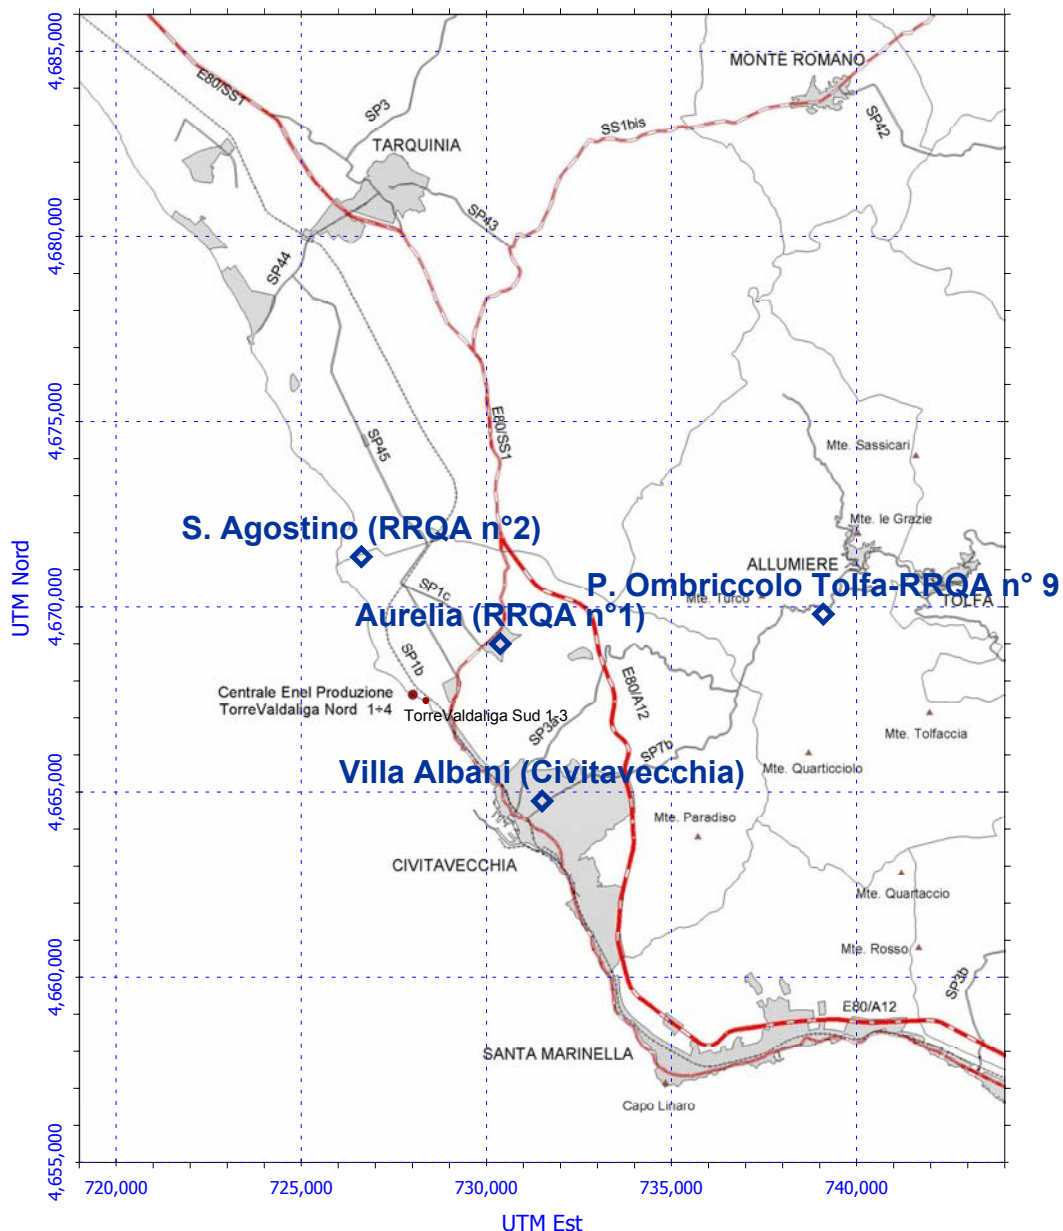 4,685,000
MONTE ROMANO
E80/SS1
SP3
SS1bis
SP42
TARQUINIA
SP43
4,680,000
SP44
4,675,000
E80/SS1
SP45
Mte. Sassicari
Mte. le Grazie
S. Agostino (RRQA n°2)
ALLUMIERE
UTM Nord
P. Ombriccolo Tolfa-RRQA n° 9
4,670,000
SP1c
Mte. Turco
TOLFA
Aurelia (RRQA n°1)
SP1b
Centrale Enel Produzione
TorreValdaliga Nord 1÷4
TorreValdaliga Sud 1-3
E80/A12
SP3a
SP7b
Mte. Tolfaccia
Mte. Quarticciolo
Villa Albani (Civitavecchia)
4,665,000
Mte. Paradiso
CIVITAVECCHIA
Mte. Quartaccio
Mte. Rosso
4,660,000
SP3b
E80/A12
SANTA MARINELLA
Capo Linaro
4,655,000
720,000
725,000
730,000
735,000
740,000
UTM Est